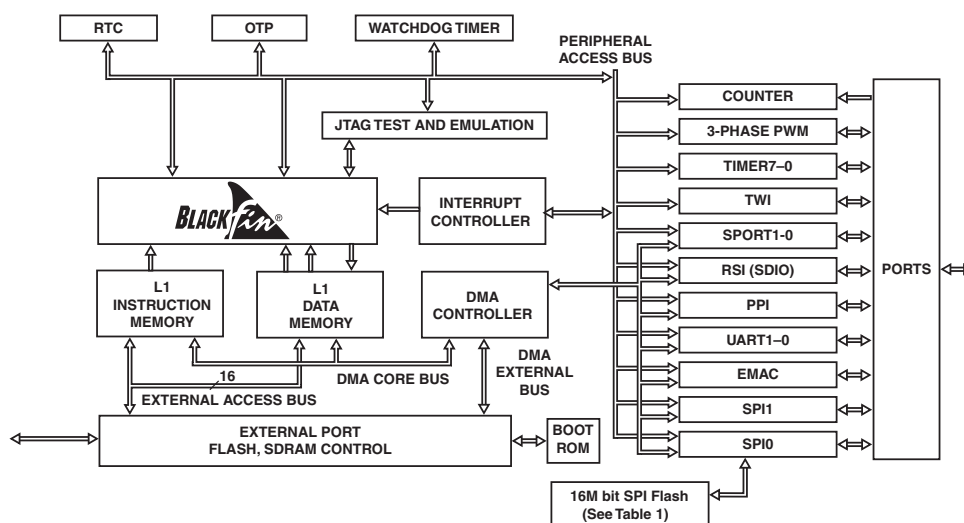 RTC
OTP
WATCHDOG TIMER
PERIPHERAL
ACCESS BUS
COUNTER
JTAG TEST AND EMULATION
3-PHASE PWM
TIMER7–0
BLACKfin®
INTERRUPT
CONTROLLER
TWI
SPORT1-0
RSI (SDIO)
PORTS
L1
INSTRUCTION
MEMORY
L1
DATA
MEMORY
DMA
CONTROLLER
PPI
UART1–0
EMAC
SPI1
SPI0
16
DMA CORE BUS
EXTERNAL ACCESS BUS
DMA
EXTERNAL
BUS
EXTERNAL PORT
FLASH, SDRAM CONTROL
BOOT
ROM
16M bit SPI Flash
(See Table 1)